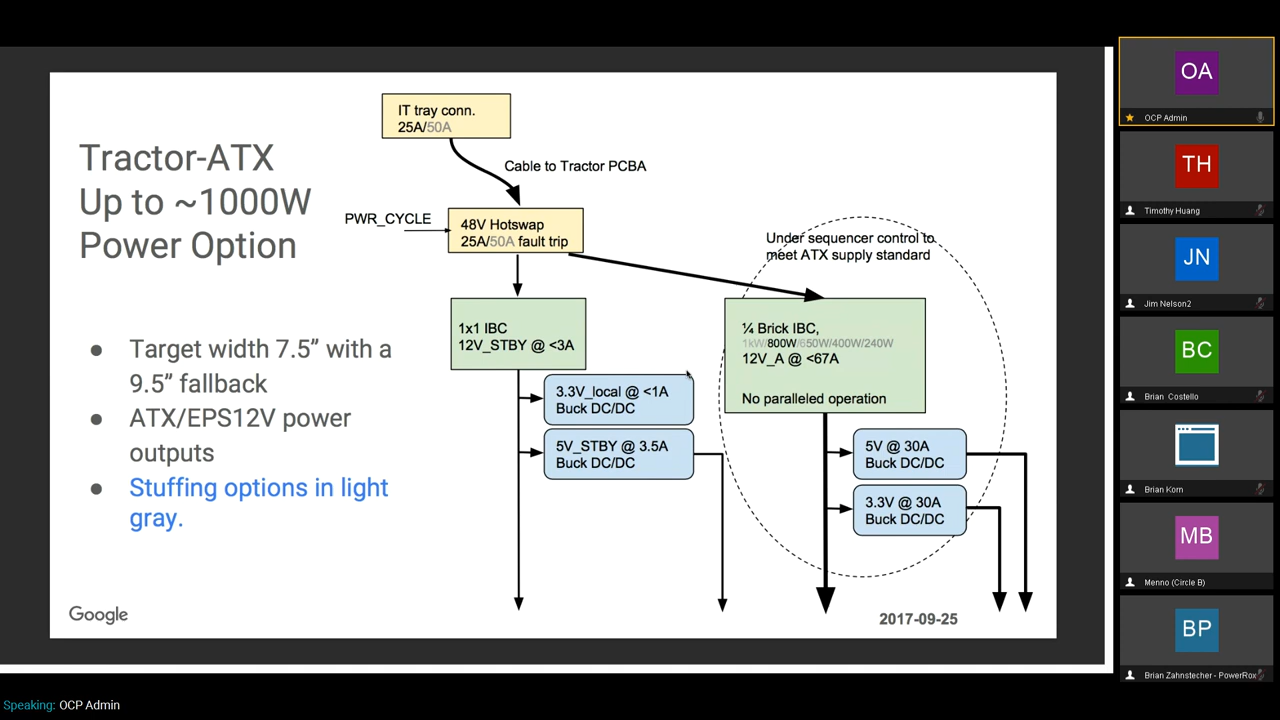 Tractor-ATX
Up to ~1000W
Power Option
● Target width 7.5” with a
9.5” fallback
● ATX/EPS12V power
outputs
● Stuffing options in light
gray.
Google
IT tray conn.
25A/50A
Cable to Tractor PCBA
PWR_CYCLE
48V Hotswap
25A/50A fault trip
Under sequencer control to
meet ATX supply standard
1x1 IBC
12V_STBY @ <3A
3.3V_local @ <1A
Buck DC/DC
5V_STBY @ 3.5A
Buck DC/DC
¼ Brick IBC,
1kW/800W/650W/400W/240W
12V_A @ <67A
No paralleled operation
5V @ 30A
Buck DC/DC
3.3V @ 30A
Buck DC/DC
2017-09-25
OA
OCP Admin
TH
Timothy Huang
JN
Jim Nelson2
BC
Brian Costello
Brian Korn
MB
Menno (Circle B)
BP
Brian Zahnstecher - PowerRox
Speaking: OCP Admin